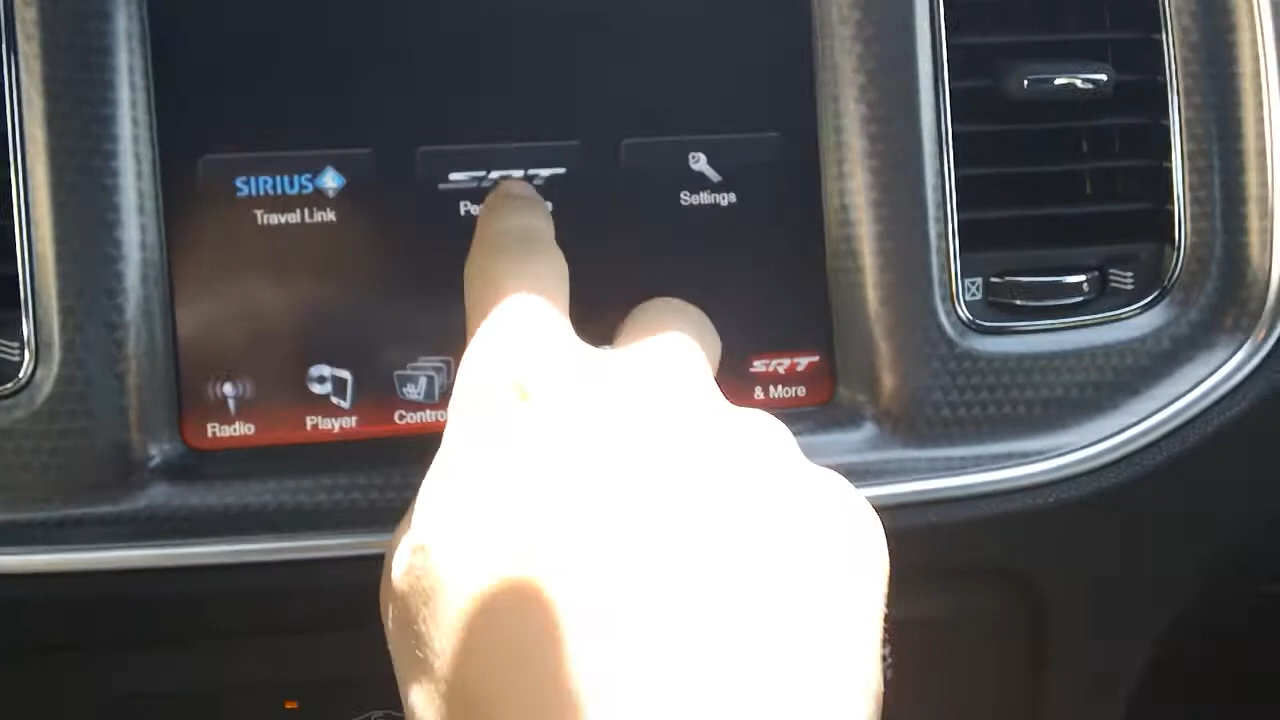 SIRIUS
Travel Link
SRT
Settings
Radio
Player
SRT
& More